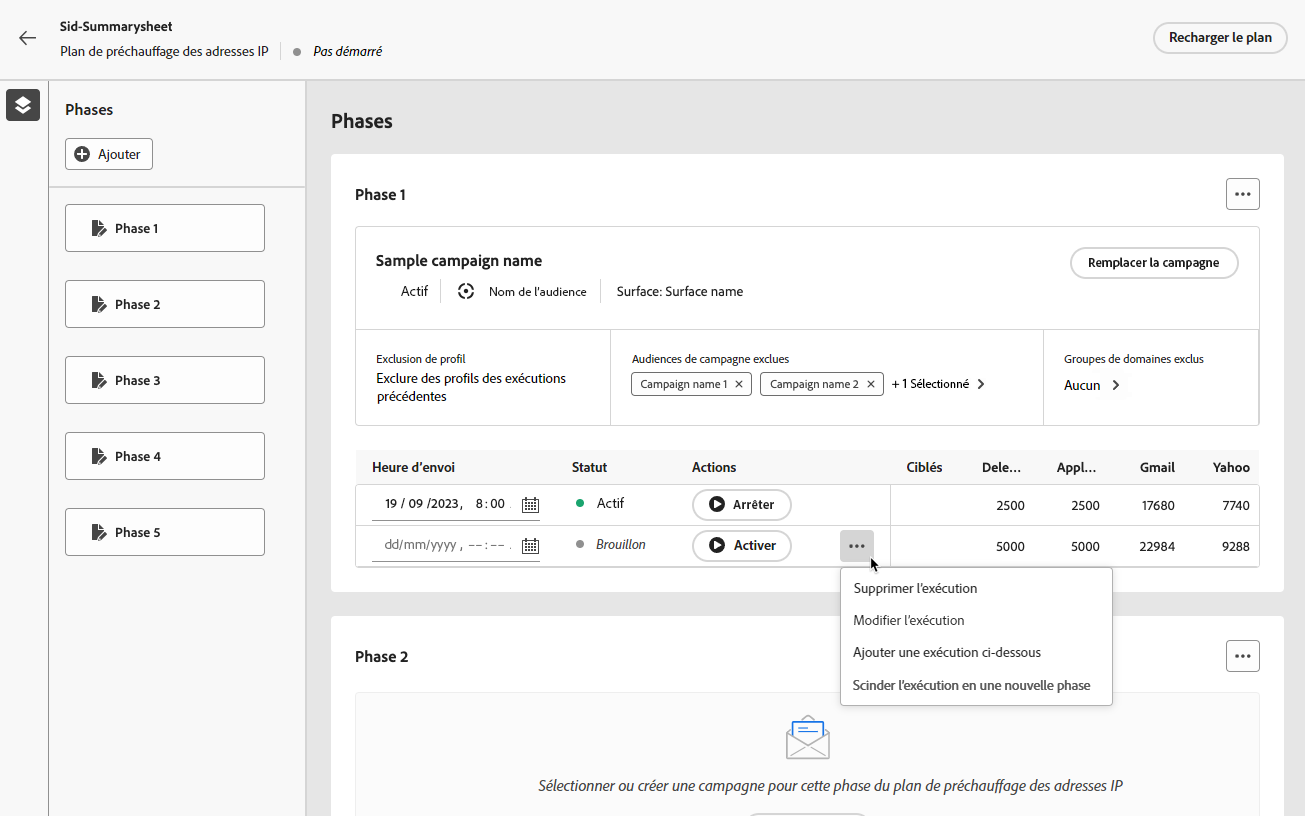 Sid-Summarysheet
Plan de préchauffage des adresses IP
Pas démarré
Recharger le plan
Phases
Ajouter
Phase 1
Phase 2
Phase 3
Phase 4
Phase 5
Phases
Phase 1
Sample campaign name
Actif
Nom de l'audience
Surface: Surface name
Remplacer la campagne
Exclusion de profil
Exclure des profils des exécutions
précédentes
Audiences de campagne exclues
Campaign name 1
Campaign name 2
+ 1 Sélectionné
Groupes de domaines exclus
Aucun
Heure d'envoi Statut Actions Ciblés Dele... Appl... Gmail Yahoo
19 / 09 /2023, 8 : 00 Actif Arrêter 2500 2500 17680 7740
dd/mm/yyyy , --:-- . Brouillon Activer ... 5000 5000 22984 9288
Supprimer l'exécution
Modifier l'exécution
Ajouter une exécution ci-dessous
Scinder l'exécution en une nouvelle phase
Phase 2
Sélectionner ou créer une campagne pour cette phase du plan de préchauffage des adresses IP